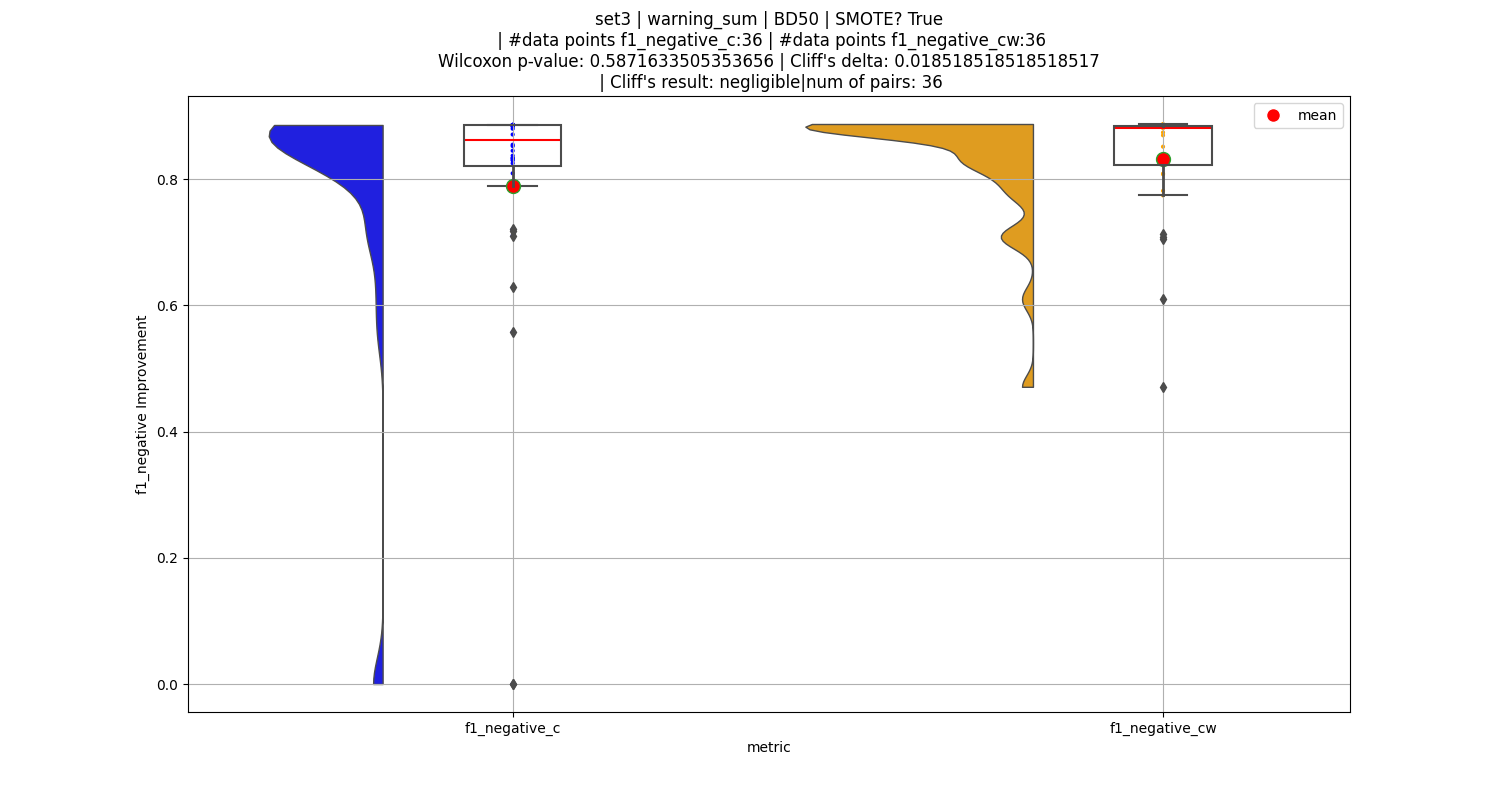 set3 | warning_sum | BD50 | SMOTE? True
| #data points f1_negative_c:36 | #data points f1_negative_cw:36
Wilcoxon p-value: 0.5871633505353656 | Cliff's delta: 0.018518518518518517
| Cliff's result: negligible|num of pairs: 36
mean
0.8
0.6
0.4
0.2
0.0
f1_negative Improvement
f1_negative_c
f1_negative_cw
metric